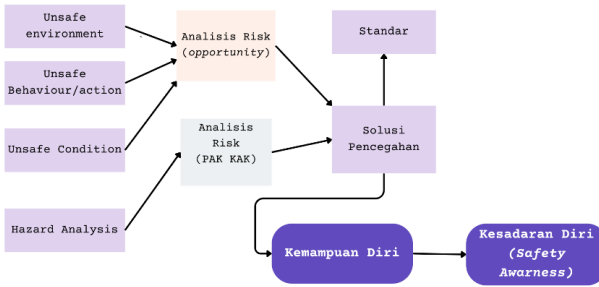 Unsafe
environment
Unsafe
Behaviour/action
Unsafe Condition
Hazard Analysis
Analisis Risk
(opportunity)
Analisis
Risk
(PAK KAK)
Standar
Solusi
Pencegahan
Kemampuan Diri
Kesadaran Diri
(Safety
Awarness)